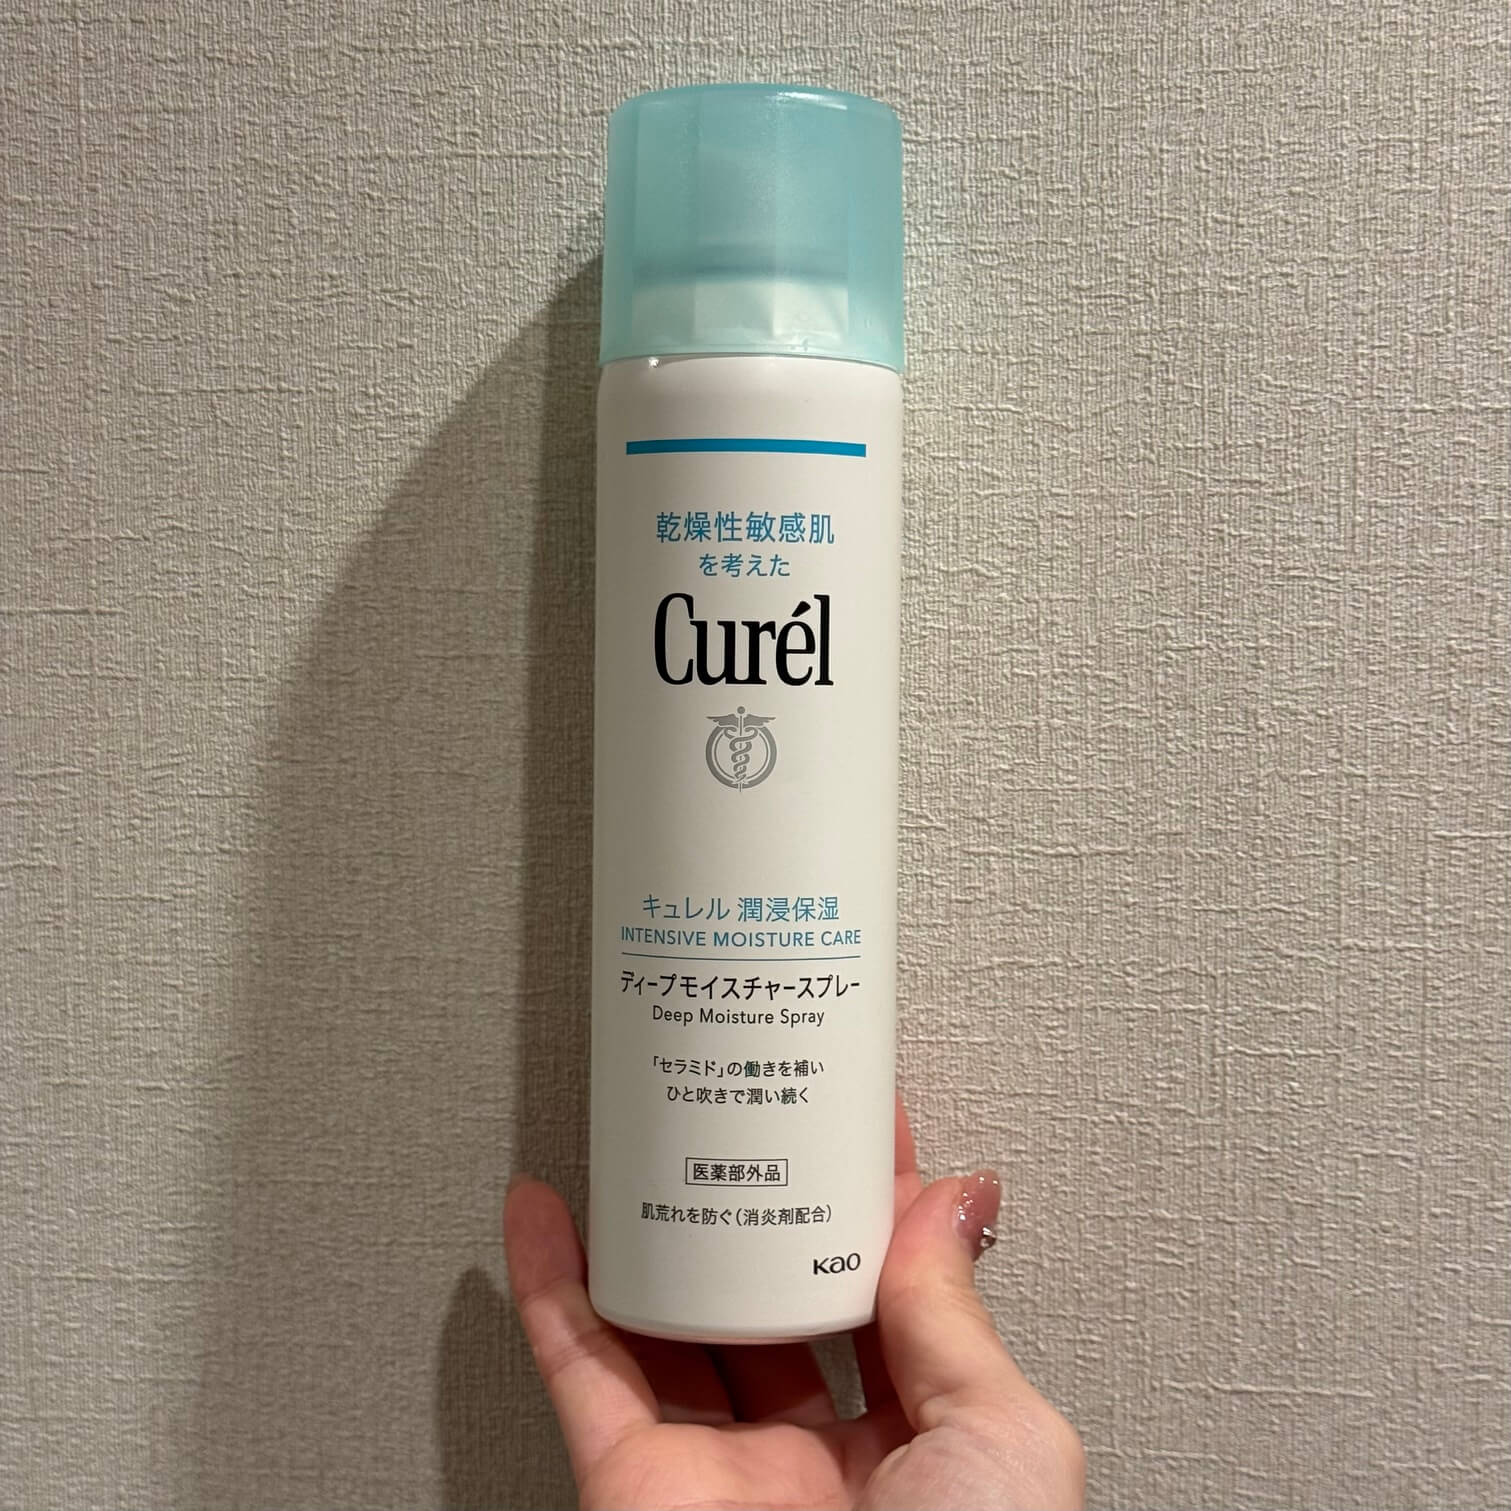 乾燥性敏感肌
を考えた
Curél
キュレル 潤浸保湿
INTENSIVE MOISTURE CARE
ディープモイスチャースプレー
Deep Moisture Spray
「セラミド」の働きを補い
ひと吹きで潤い続く
医薬部外品
肌荒れを防ぐ(消炎剤配合)
Kao